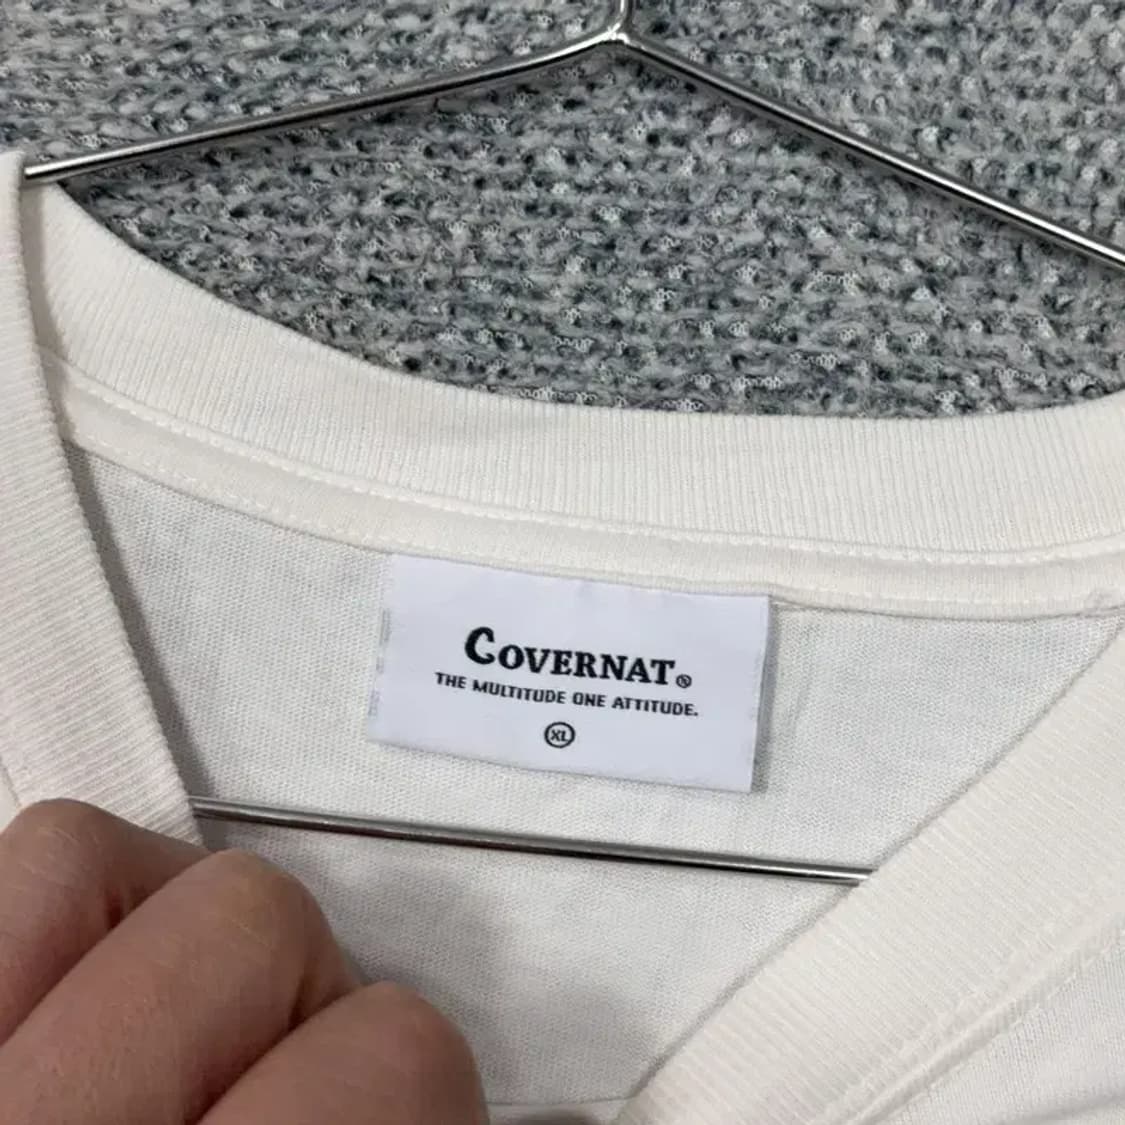 COVERNAT®
THE MULTITUDE ONE ATTITUDE.
XL